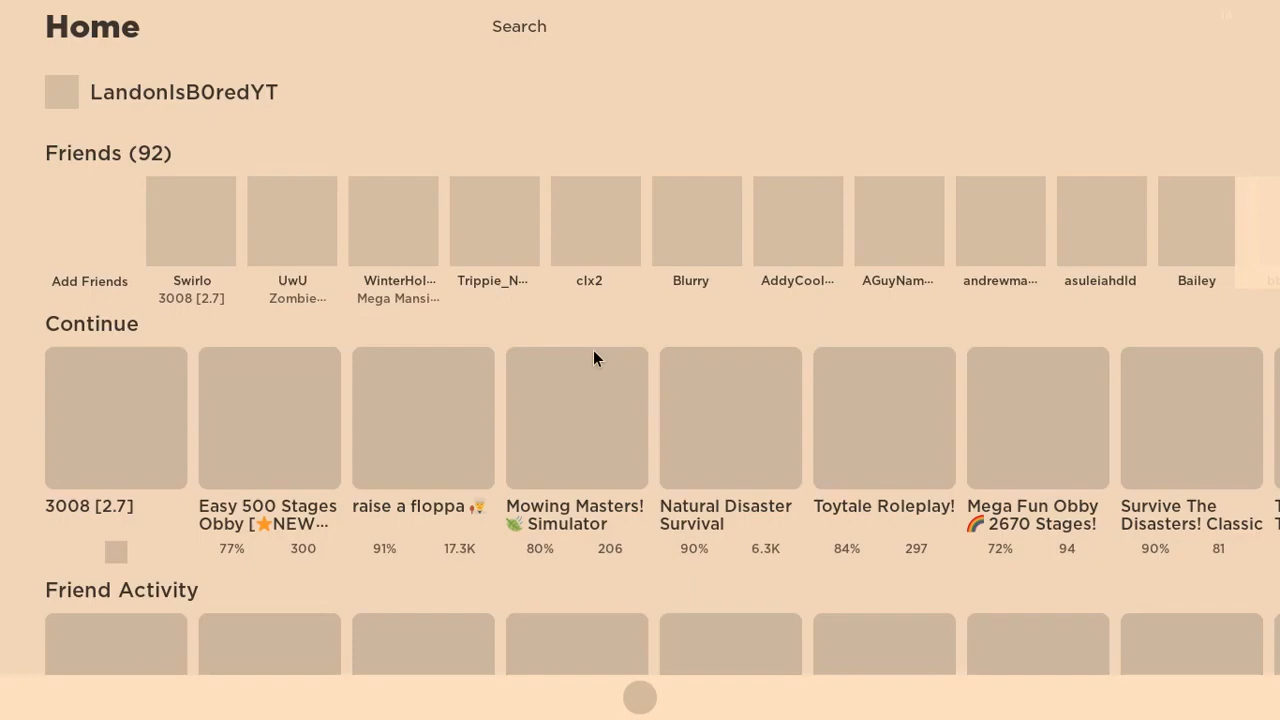 Home
Search
LandonIsB0redYT
Friends (92)
Add Friends
Swirlo
3008 [2.7]
UwU
Zombie...
WinterHol...
Mega Mansi...
Trippie_N...
clx2
Blurry
AddyCool...
AGuyNam...
andrewma...
asuleiahdld
Bailey
Continue
3008 [2.7]
Easy 500 Stages
Obby [⭐NEW...
77% 300
raise a floppa
91% 17.3K
Mowing Masters!
🍃 Simulator
80% 206
Natural Disaster
Survival
90% 6.3K
Toytale Roleplay!
84% 297
Mega Fun Obby
🌈 2670 Stages!
72% 94
Survive The
Disasters! Classic
90% 81
Friend Activity